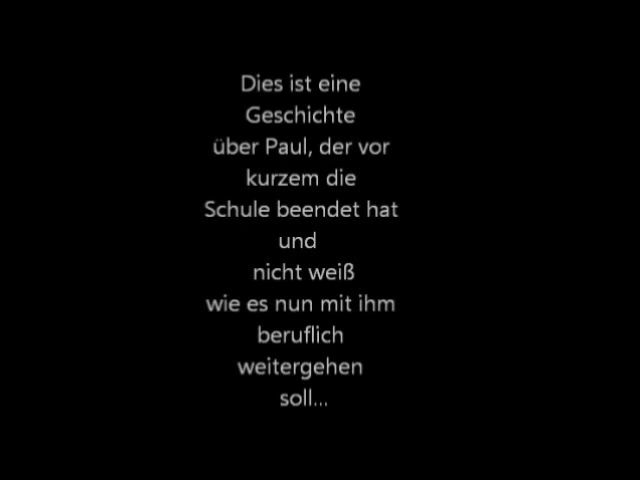 Dies ist eine
Geschichte
über Paul, der vor
kurzem die
Schule beendet hat
und
nicht weiß
wie es nun mit ihm
beruflich
weitergehen
soll...